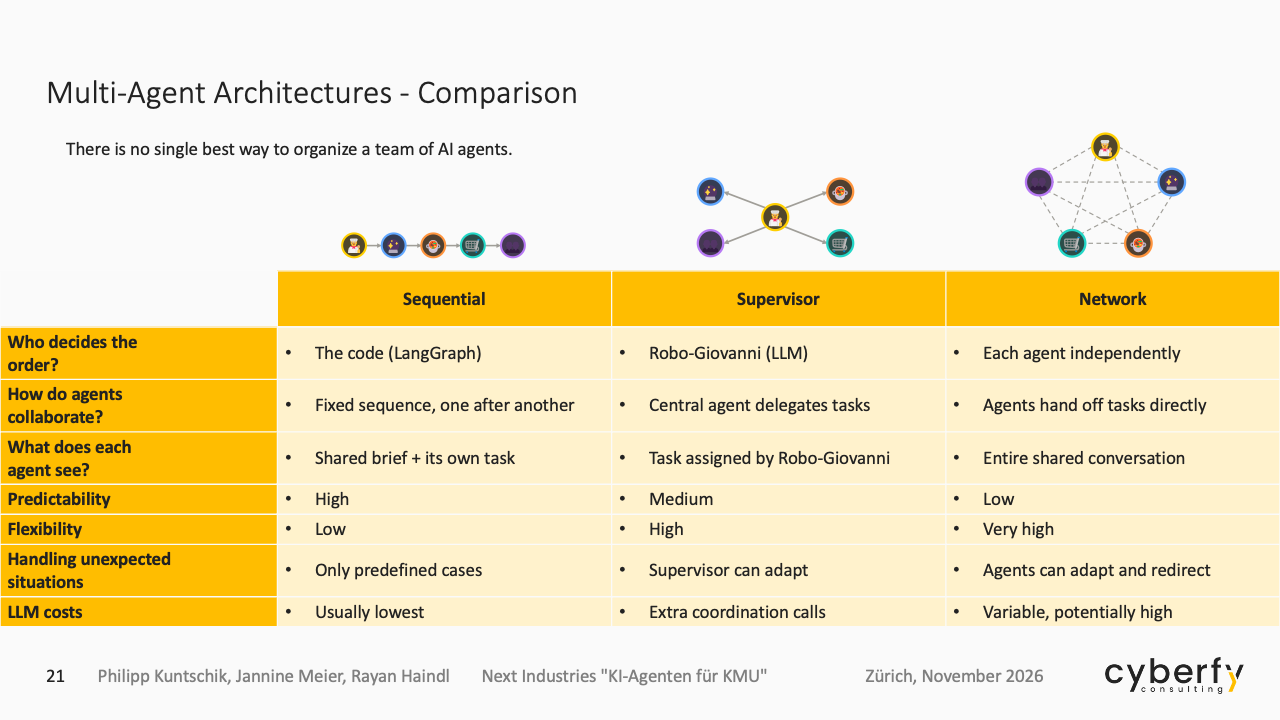 Multi-Agent Architectures - Comparison
There is no single best way to organize a team of AI agents.
Sequential
Supervisor
Network
Who decides the
order?
• The code (LangGraph)
• Robo-Giovanni (LLM)
• Each agent independently
How do agents
collaborate?
• Fixed sequence, one after another
• Central agent delegates tasks
• Agents hand off tasks directly
What does each
agent see?
• Shared brief + its own task
• Task assigned by Robo-Giovanni
• Entire shared conversation
Predictability
• High
• Medium
• Low
Flexibility
• Low
• High
• Very high
Handling unexpected
situations
• Only predefined cases
• Supervisor can adapt
• Agents can adapt and redirect
LLM costs
• Usually lowest
• Extra coordination calls
• Variable, potentially high
21
Philipp Kuntschik, Jannine Meier, Rayan Haindl
Next Industries "KI-Agenten für KMU"
Zürich, November 2026
cyberfy
consulting